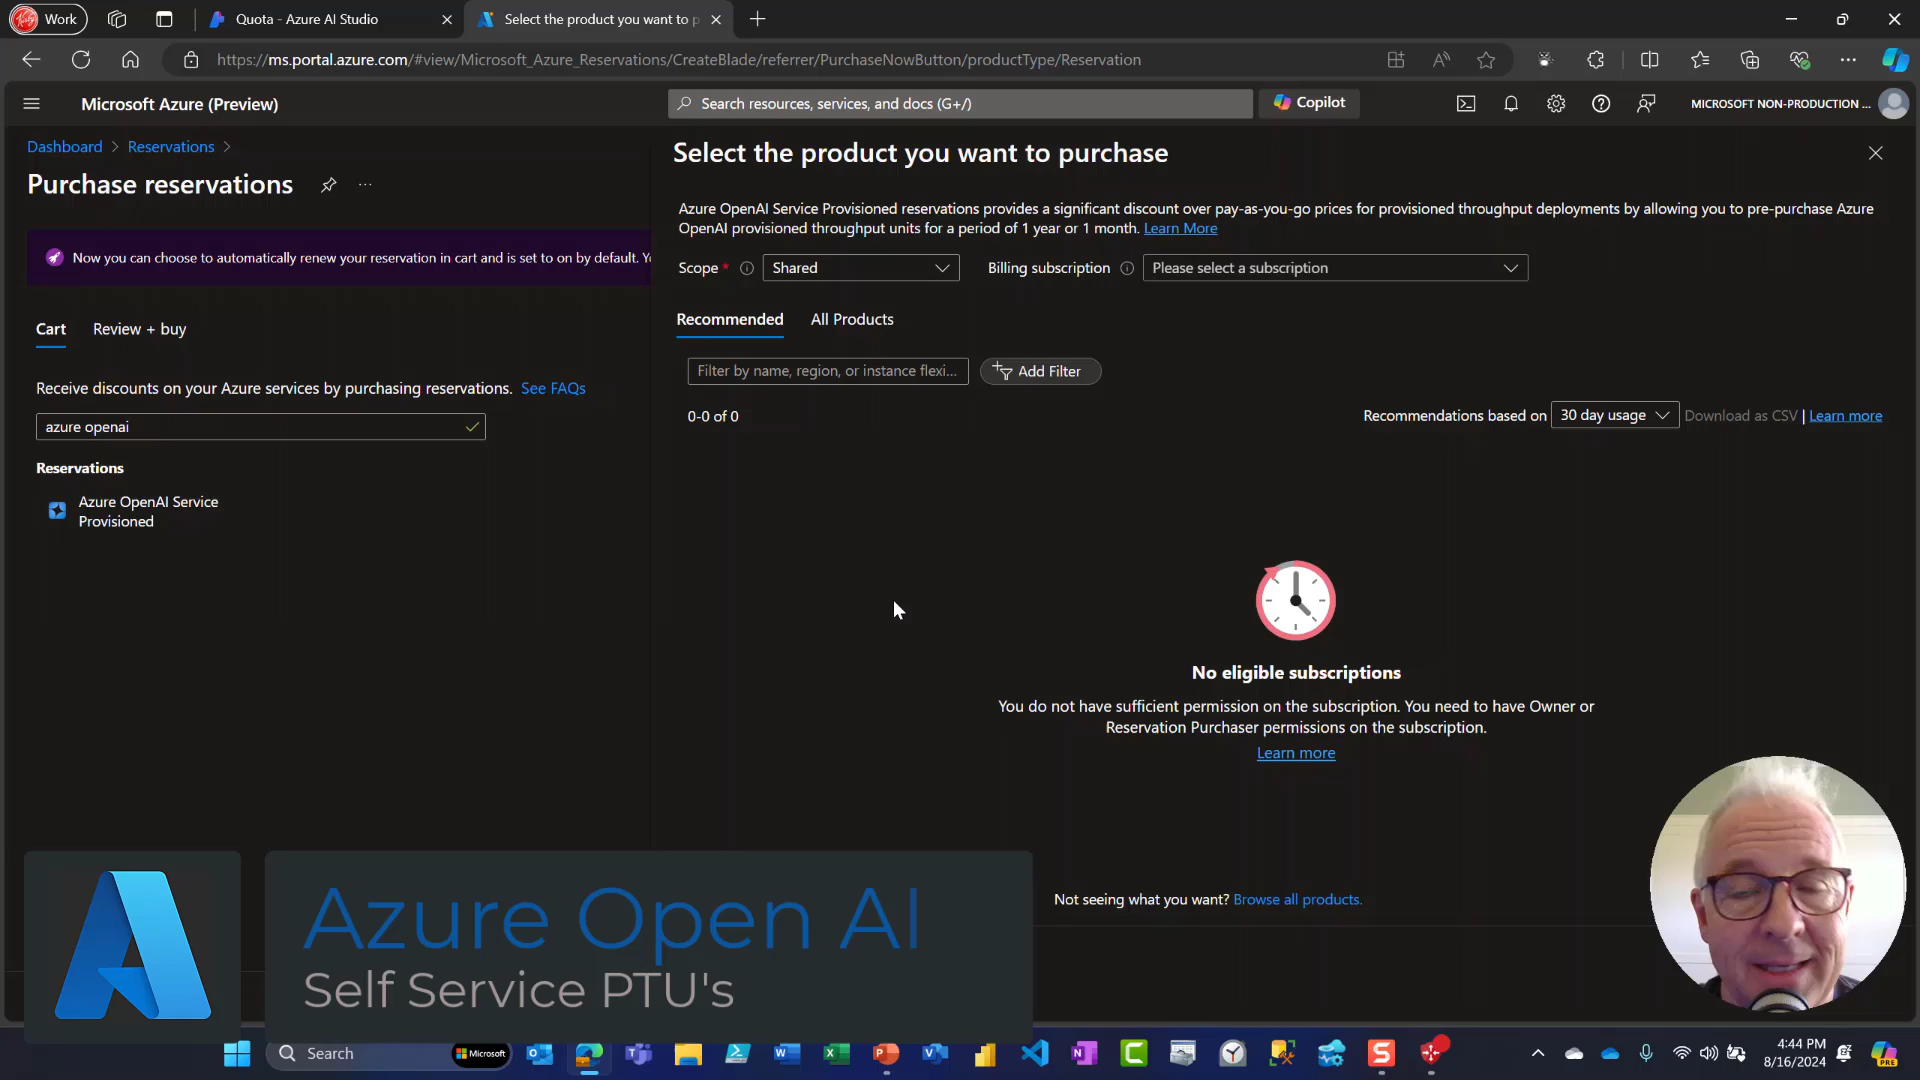 Work
Quota - Azure AI Studio
Select the product you want to p
https://ms.portal.azure.com/#view/Microsoft_Azure_Reservations/CreateBlade/referrer/PurchaseNowButton/productType/Reservation
Microsoft Azure (Preview)
Search resources, services, and docs (G+/)
Copilot
MICROSOFT NON-PRODUCTION ...
Dashboard > Reservations >
Purchase reservations
Now you can choose to automatically renew your reservation in cart and is set to on by default.
Cart
Review + buy
Receive discounts on your Azure services by purchasing reservations. See FAQs
azure openai
Reservations
Azure OpenAI Service
Provisioned
Select the product you want to purchase
Azure OpenAI Service Provisioned reservations provides a significant discount over pay-as-you-go prices for provisioned throughput deployments by allowing you to pre-purchase Azure
OpenAI provisioned throughput units for a period of 1 year or 1 month. Learn More
Scope *
Shared
Billing subscription
Please select a subscription
Recommended
All Products
Filter by name, region, or instance flexi...
Add Filter
0-0 of 0
Recommendations based on
30 day usage
Download as CSV | Learn more
No eligible subscriptions
You do not have sufficient permission on the subscription. You need to have Owner or
Reservation Purchaser permissions on the subscription.
Learn more
Not seeing what you want? Browse all products.
Azure Open AI
Self Service PTU's
Search
Microsoft
4:44 PM
8/16/2024
PRE